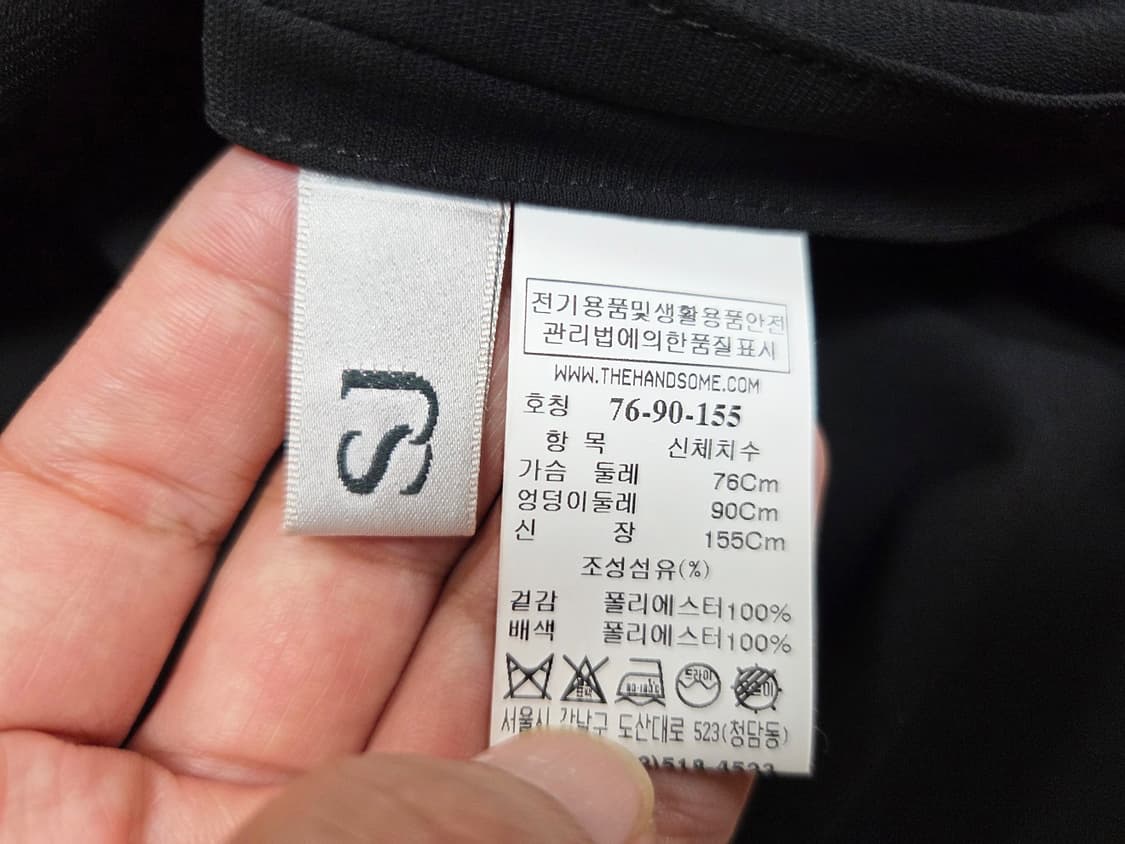 전기용품및생활용품안전
관리법에의한품질표시
WWW.THEHANDSOME.COM
호칭 76-90-155
항 목 신체치수
가슴 둘레 76Cm
엉덩이둘레 90Cm
신 장 155Cm
조성섬유(%)
겉감 폴리에스터100%
배색 폴리에스터100%
드라이
서울시 강남구 도산대로 523(청담동)